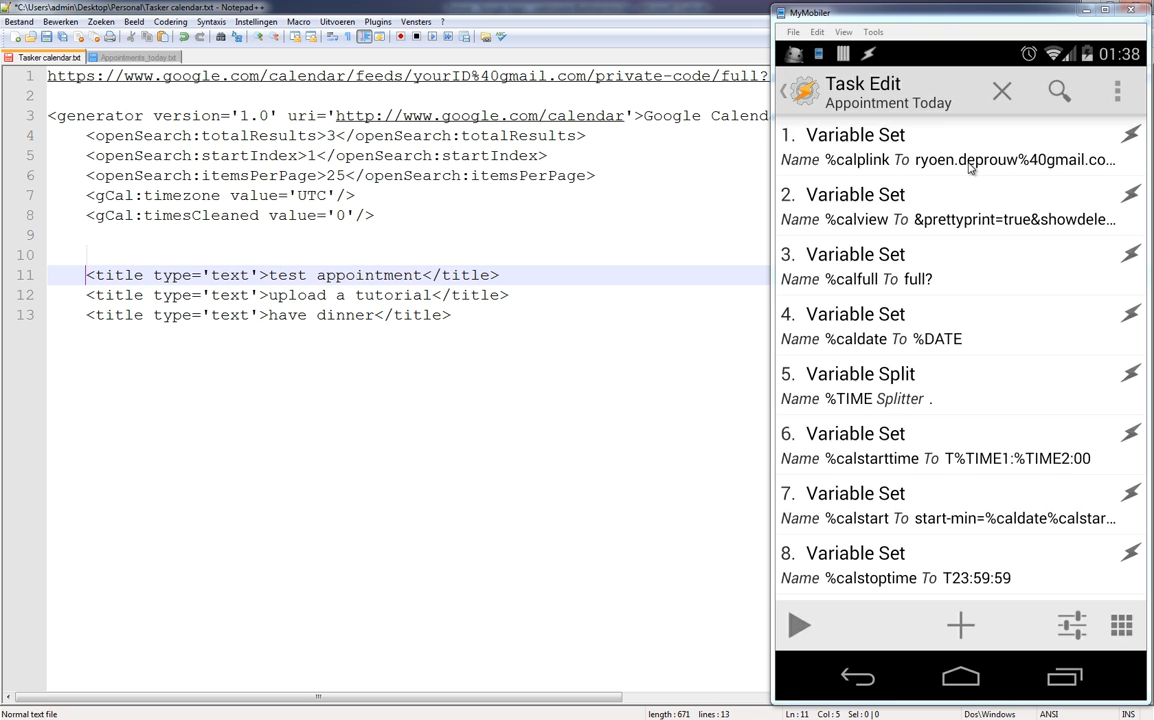 *C:\Users\admin\Desktop\Personal\Tasker calendar.txt - Notepad++
Bestand Bewerken Zoeken Beeld Codering Syntaxis Instellingen Macro Uitvoeren Plugins Vensters ?
Tasker calendar.txt Appointments_today.txt
1 https://www.google.com/calendar/feeds/yourID%40gmail.com/private-code/full?
2
3 <generator version='1.0' uri='http://www.google.com/calendar'>Google Calend
4 <openSearch:totalResults>3</openSearch:totalResults>
5 <openSearch:startIndex>1</openSearch:startIndex>
6 <openSearch:itemsPerPage>25</openSearch:itemsPerPage>
7 <gCal:timezone value='UTC'/>
8 <gCal:timesCleaned value='0'/>
9
10
11 <title type='text'>test appointment</title>
12 <title type='text'>upload a tutorial</title>
13 <title type='text'>have dinner</title>
Normal text file length : 671 lines : 13 Ln : 11 Col : 5 Sel : 0 | 0 Dos\Windows ANSI INS
MyMobiler
File Edit View Tools
01:38
Task Edit
Appointment Today
1. Variable Set
Name %calplink To ryoen.deprouw%40gmail.co...
2. Variable Set
Name %calview To &prettyprint=true&showdele...
3. Variable Set
Name %calfull To full?
4. Variable Set
Name %caldate To %DATE
5. Variable Split
Name %TIME Splitter .
6. Variable Set
Name %calstarttime To T%TIME1:%TIME2:00
7. Variable Set
Name %calstart To start-min=%caldate%calstar...
8. Variable Set
Name %calstoptime To T23:59:59